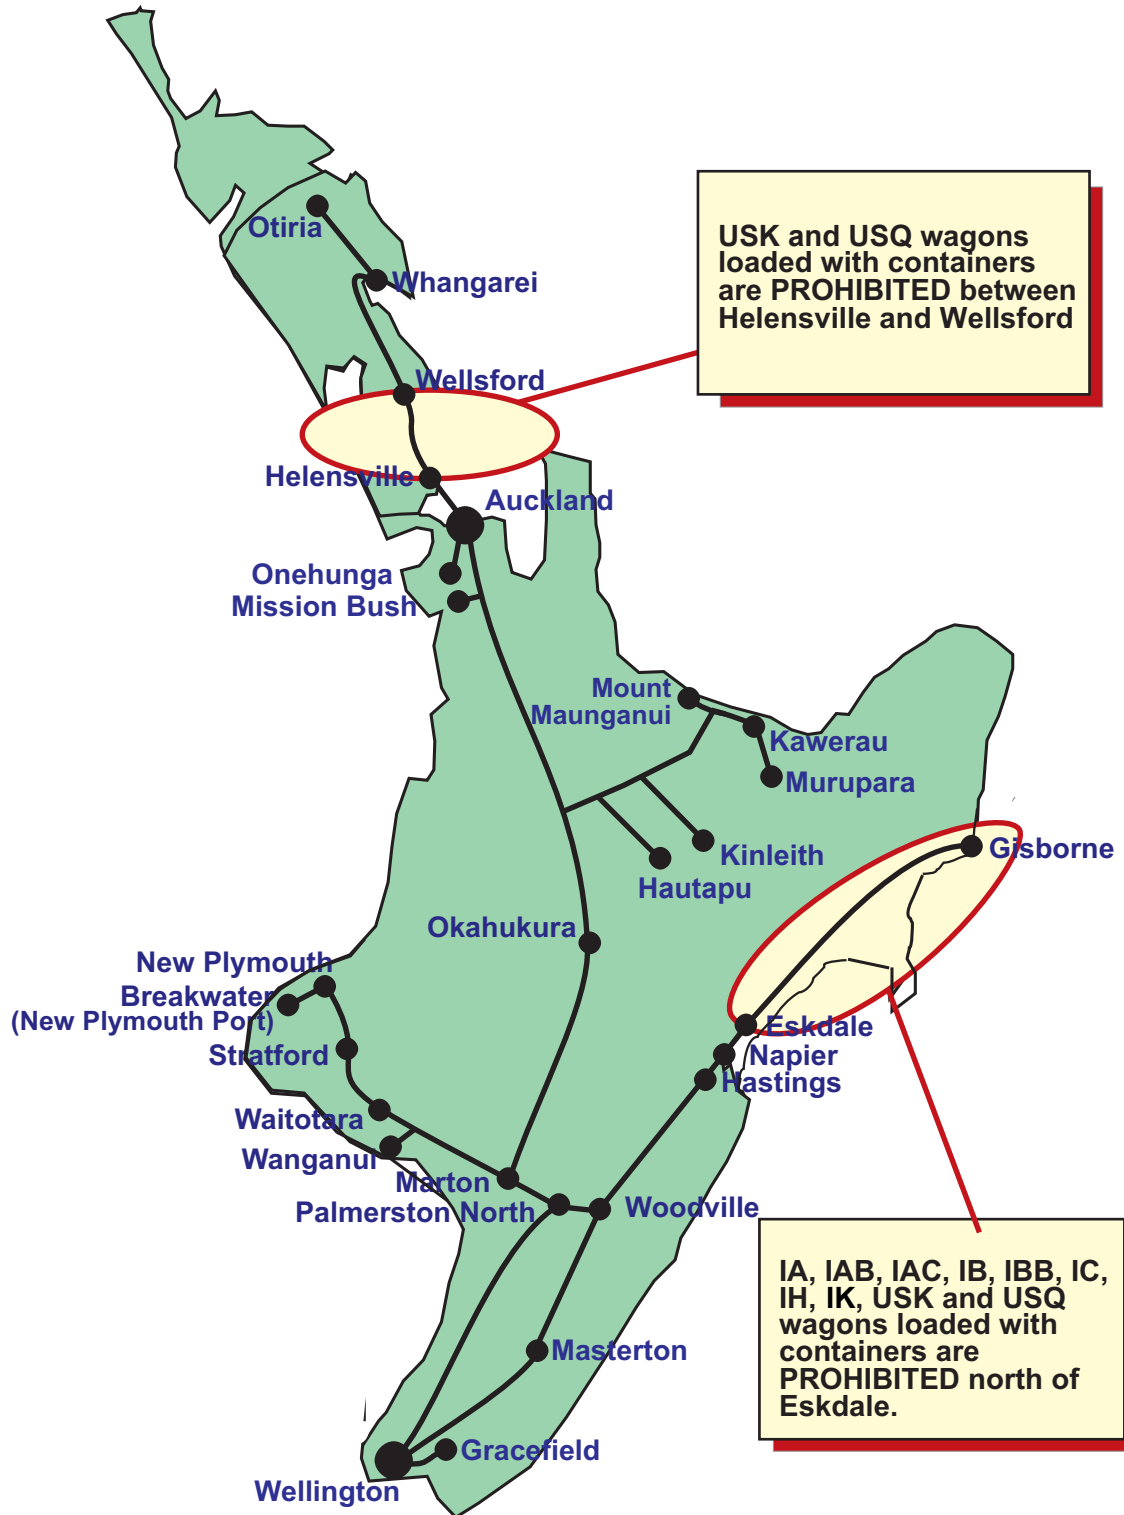 Otiria
Whangarei
USK and USQ wagons
loaded with containers
are PROHIBITED between
Helensville and Wellsford
Wellsford
Helensville
Auckland
Onehunga
Mission Bush
Mount
Maunganui
Kawerau
Murupara
Kinleith
Hautapu
Gisborne
Okahukura
New Plymouth
Breakwater
(New Plymouth Port)
Stratford
Eskdale
Napier
Hastings
Waitotara
Wanganui
Marton
Palmerston North
Woodville
IA, IAB, IAC, IB, IBB, IC,
IH, IK, USK and USQ
wagons loaded with
containers are
PROHIBITED north of
Eskdale.
Masterton
Gracefield
Wellington